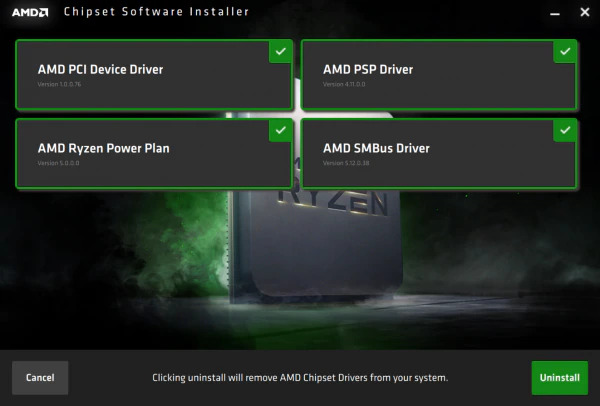 AMD Chipset Software Installer
AMD PCI Device Driver
Version 1.0.0.76
AMD PSP Driver
Version 4.11.0.0
AMD Ryzen Power Plan
Version 5.0.0.0
AMD SMBus Driver
Version 5.12.0.38
RYZEN
Cancel
Clicking uninstall will remove AMD Chipset Drivers from your system.
Uninstall